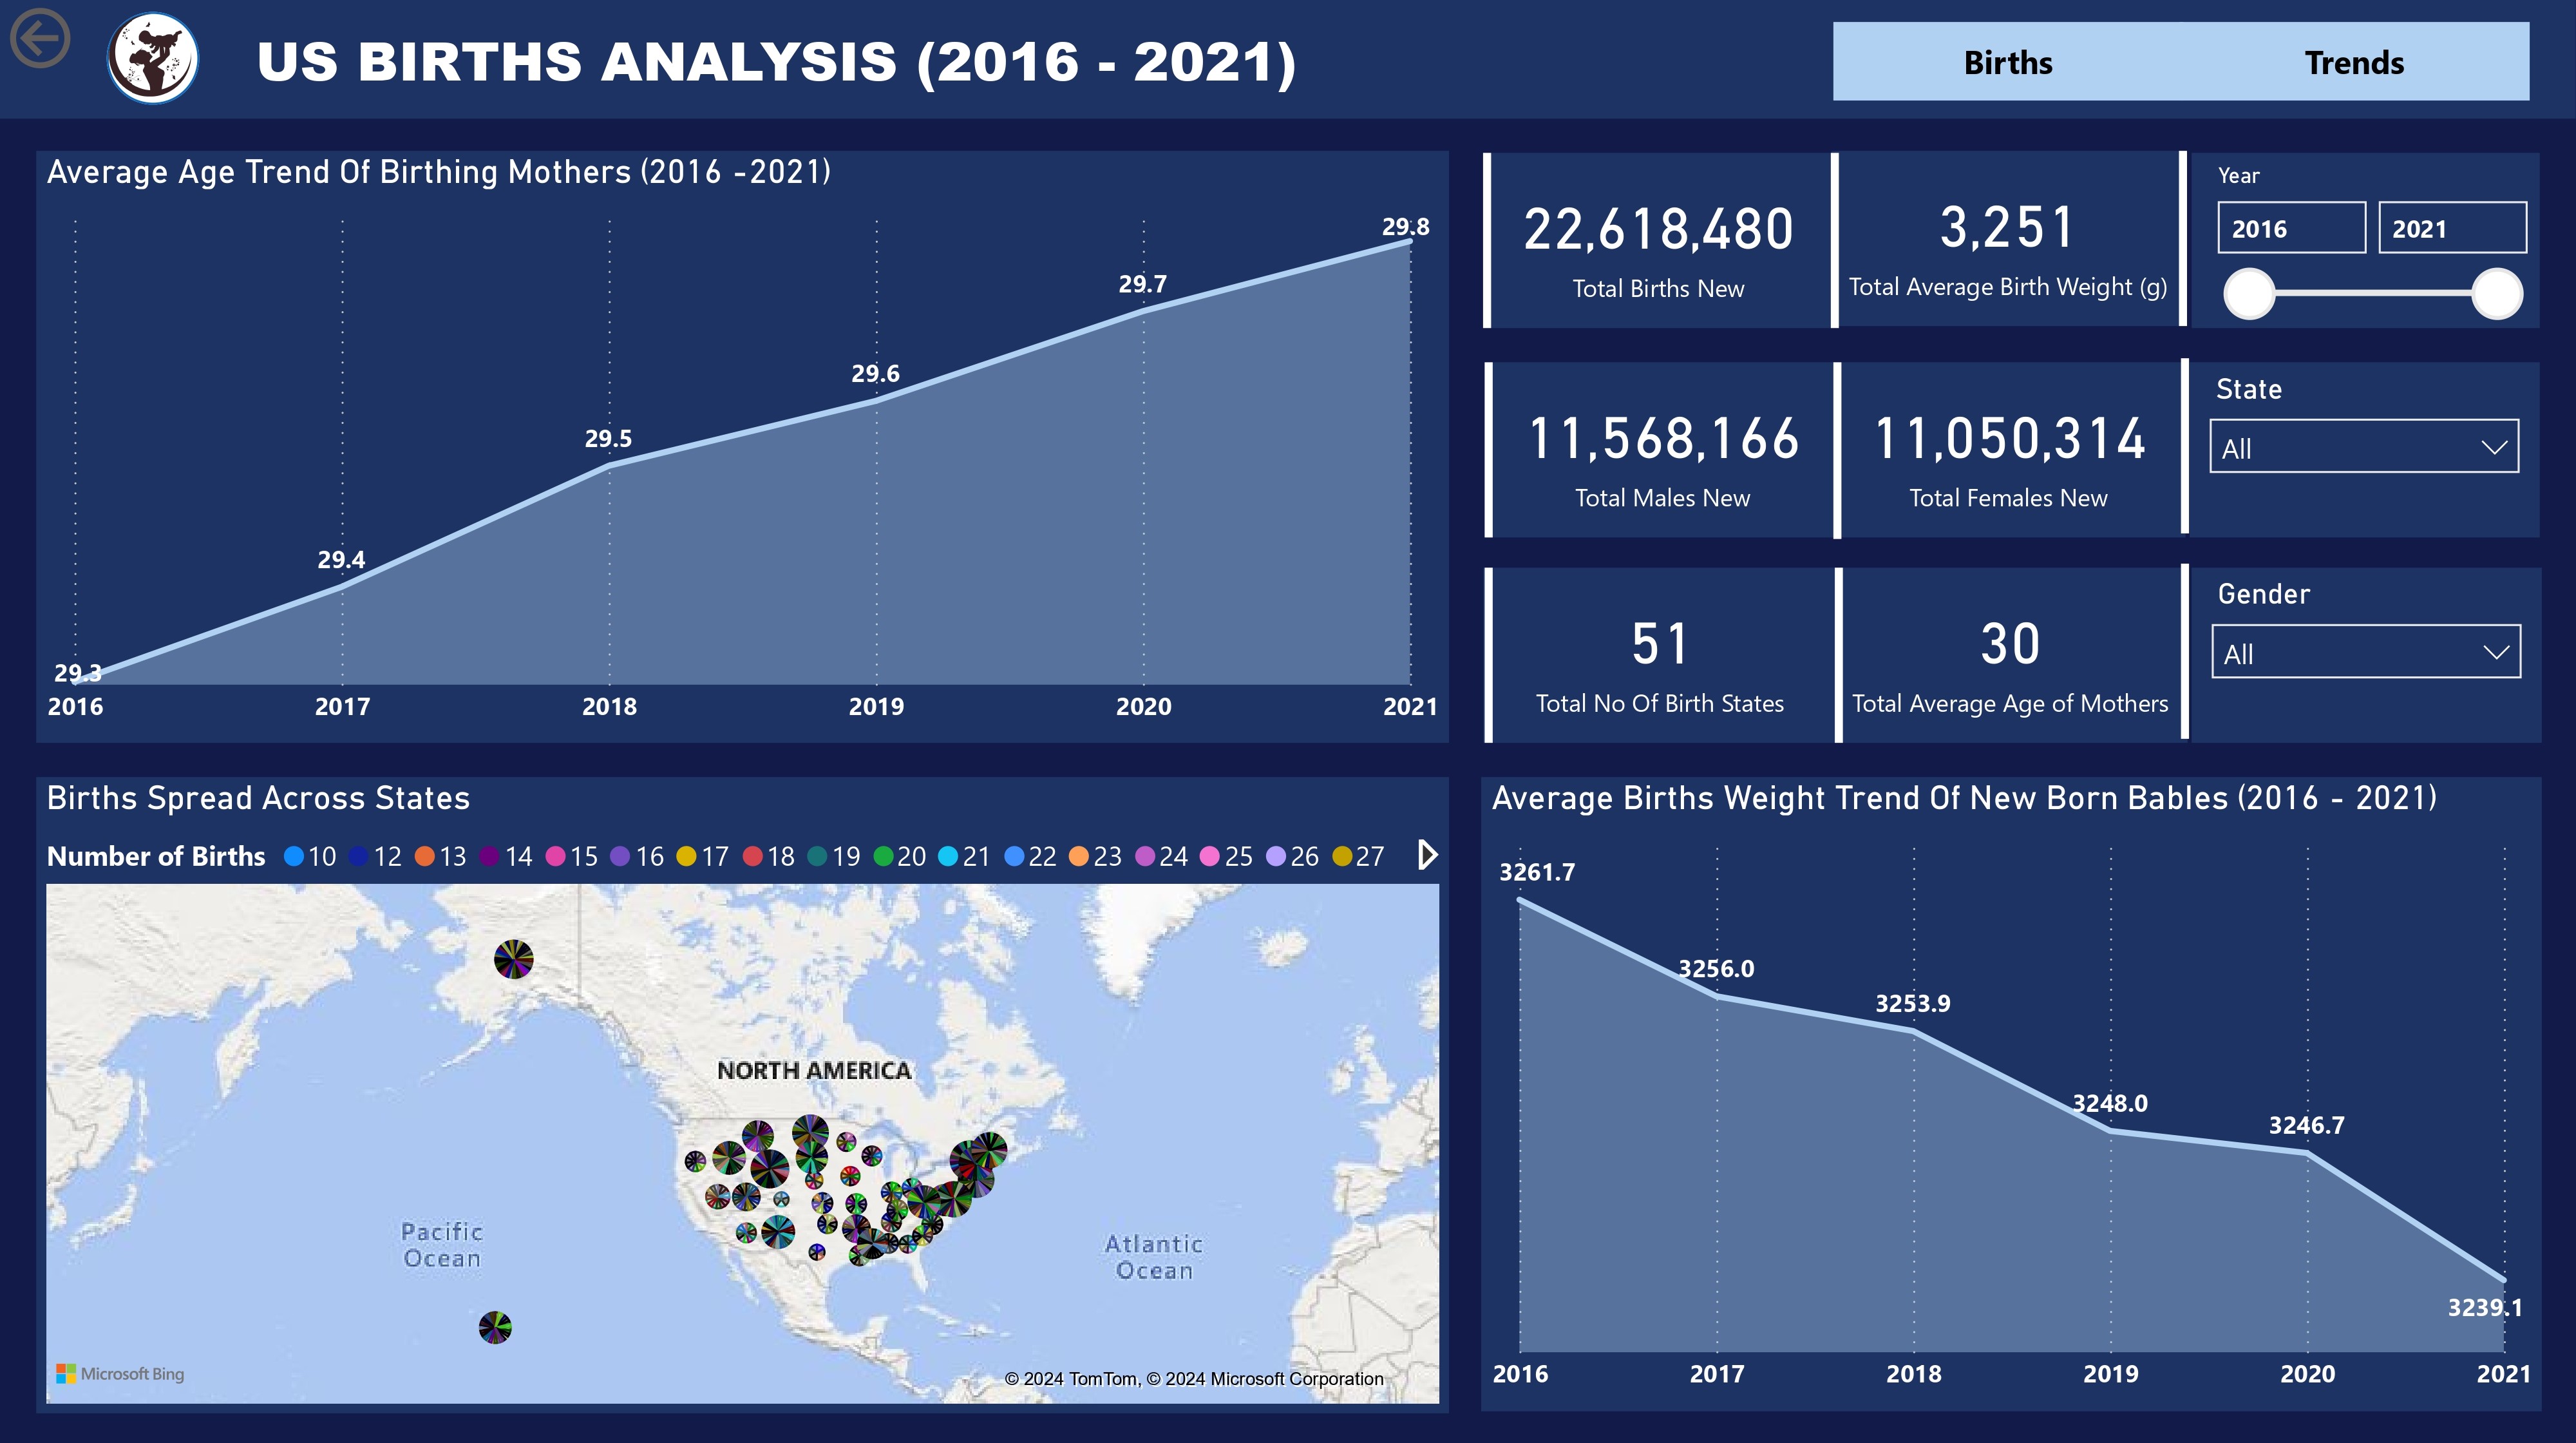 US BIRTHS ANALYSIS (2016 - 2021)
Births
Trends
Average Age Trend Of Birthing Mothers (2016 -2021)
29.3
29.4
29.5
29.6
29.7
29.8
2016
2017
2018
2019
2020
2021
22,618,480
Total Births New
3,251
Total Average Birth Weight (g)
Year
2016
2021
11,568,166
Total Males New
11,050,314
Total Females New
State
All
51
Total No Of Birth States
30
Total Average Age of Mothers
Gender
All
Births Spread Across States
Number of Births 10 12 13 14 15 16 17 18 19 20 21 22 23 24 25 26 27
NORTH AMERICA
Pacific
Ocean
Atlantic
Ocean
Microsoft Bing
© 2024 TomTom, © 2024 Microsoft Corporation
Average Births Weight Trend Of New Born Bables (2016 - 2021)
3261.7
3256.0
3253.9
3248.0
3246.7
3239.1
2016
2017
2018
2019
2020
2021